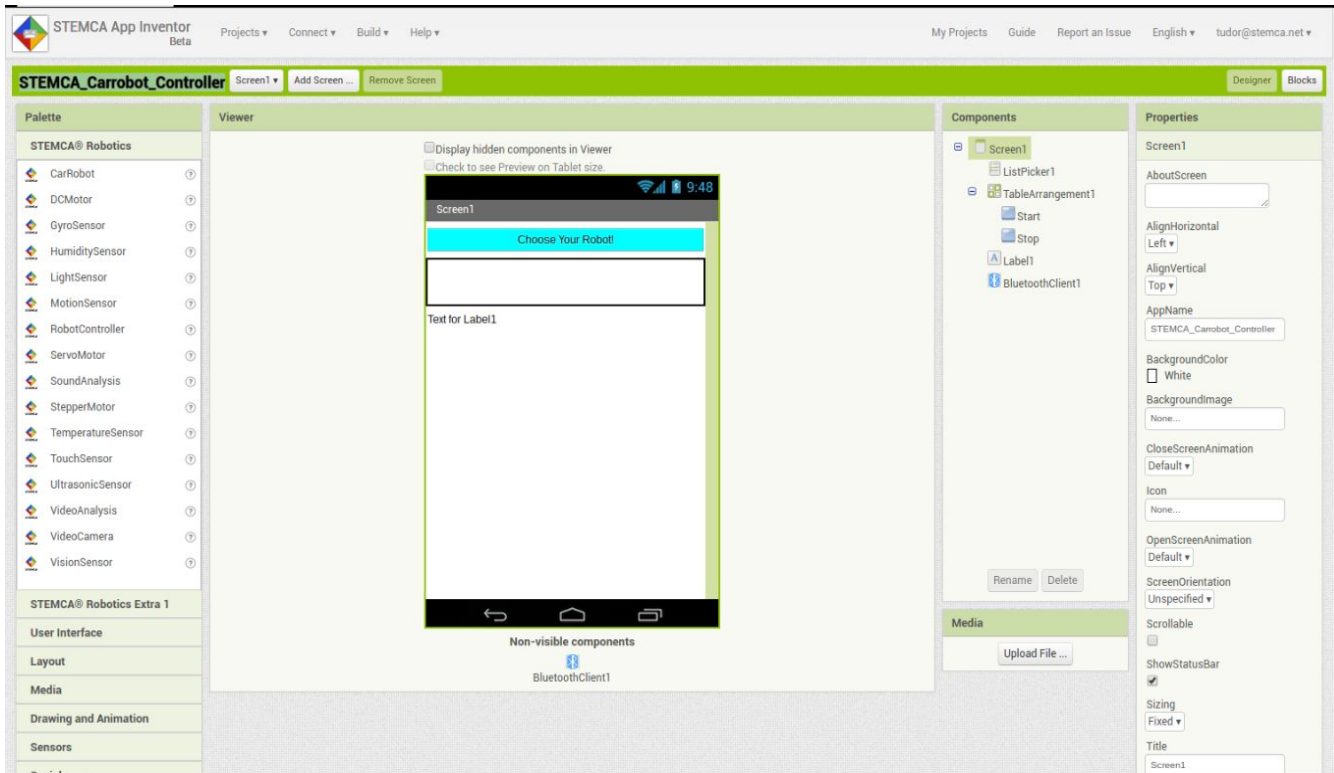 STEMCA App Inventor
Beta
Projects ▾ Connect ▾ Build ▾ Help ▾
My Projects Guide Report an Issue English ▾ tudor@stemca.net ▾
STEMCA_Carrobot_Controller Screen1 ▾ Add Screen ... Remove Screen
Designer Blocks
Palette
STEMCA® Robotics
CarRobot
DCMotor
GyroSensor
HumiditySensor
LightSensor
MotionSensor
RobotController
ServoMotor
SoundAnalysis
StepperMotor
TemperatureSensor
TouchSensor
UltrasonicSensor
VideoAnalysis
VideoCamera
VisionSensor
STEMCA® Robotics Extra 1
User Interface
Layout
Media
Drawing and Animation
Sensors
Viewer
Display hidden components in Viewer
Check to see Preview on Tablet size.
9:48
Screen1
Choose Your Robot!
Text for Label1
Non-visible components
BluetoothClient1
Components
Screen1
ListPicker1
TableArrangement1
Start
Stop
Label1
BluetoothClient1
Rename Delete
Media
Upload File ...
Properties
Screen1
AboutScreen
AlignHorizontal
Left ▾
AlignVertical
Top ▾
AppName
STEMCA_Carrobot_Controller
BackgroundColor
White
BackgroundImage
None...
CloseScreenAnimation
Default ▾
Icon
None...
OpenScreenAnimation
Default ▾
ScreenOrientation
Unspecified ▾
Scrollable
ShowStatusBar
Sizing
Fixed ▾
Title
Screen1